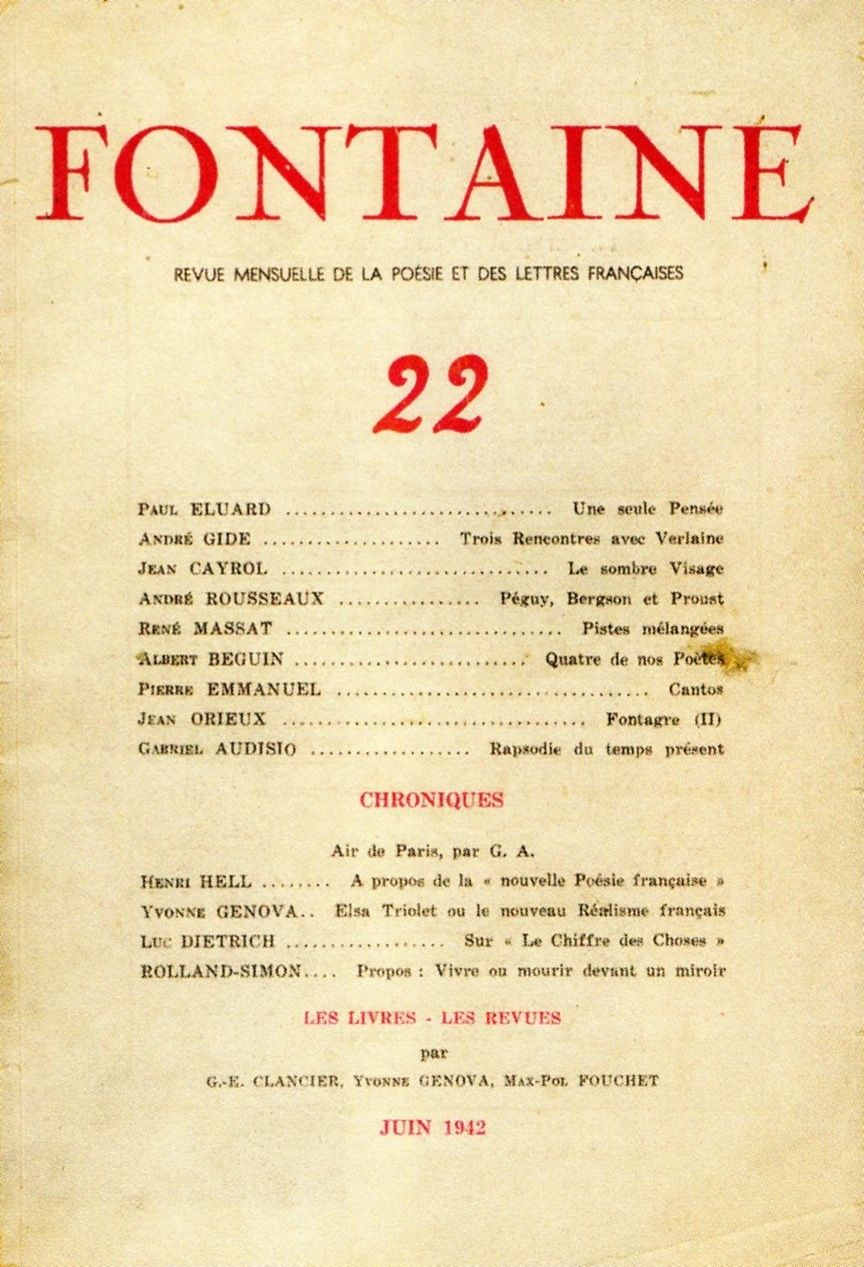 FONTAINE
REVUE MENSUELLE DE LA POÉSIE ET DES LETTRES FRANÇAISES
22
PAUL ELUARD .............................. Une seule Pensée
ANDRÉ GIDE .................... Trois Rencontres avec Verlaine
JEAN CAYROL .............................. Le sombre Visage
ANDRÉ ROUSSEAUX ................ Péguy, Bergson et Proust
RENÉ MASSAT ............................... Pistes mélangées
ALBERT BEGUIN .......................... Quatre de nos Poètes
PIERRE EMMANUEL ................................... Cantos
JEAN ORIEUX .................................. Fontagre (II)
GABRIEL AUDISIO .................. Rapsodie du temps présent
CHRONIQUES
Air de Paris, par G. A.
HENRI HELL ........ A propos de la « nouvelle Poésie française »
YVONNE GENOVA.. Elsa Triolet ou le nouveau Réalisme français
LUC DIETRICH .................. Sur « Le Chiffre des Choses »
ROLLAND-SIMON.... Propos : Vivre ou mourir devant un miroir
LES LIVRES - LES REVUES
par
G.-E. CLANCIER, YVONNE GENOVA, MAX-POL FOUCHET
JUIN 1942